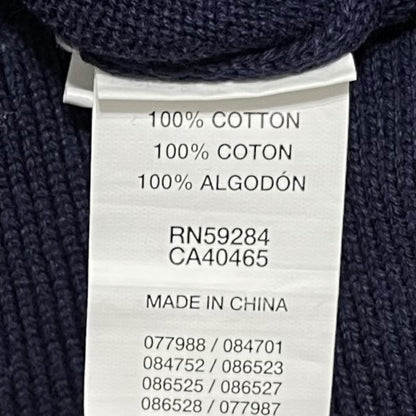 100% COTTON
100% COTON
100% ALGODÓN
RN59284
CA40465
MADE IN CHINA
077988 / 084701
084752 / 086523
086525 / 086527
086528 / 077987